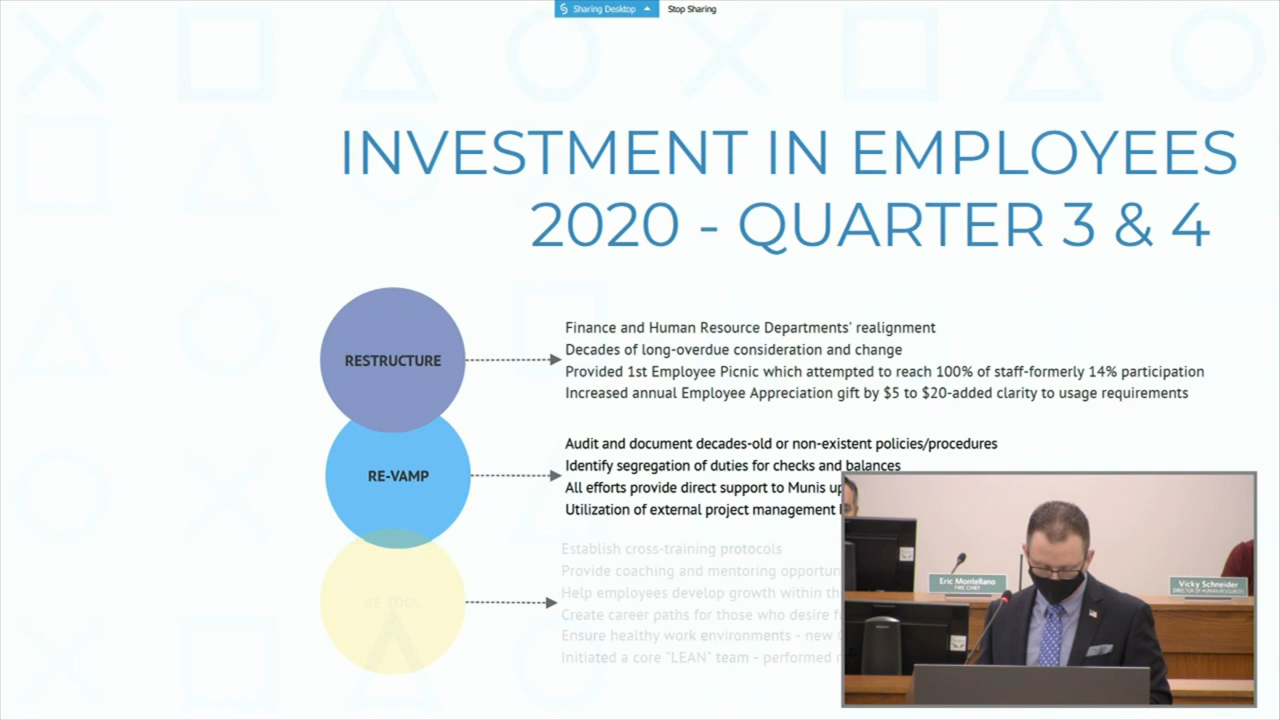 Sharing Desktop Stop Sharing
INVESTMENT IN EMPLOYEES
2020 - QUARTER 3 & 4
RESTRUCTURE
Finance and Human Resource Departments' realignment
Decades of long-overdue consideration and change
Provided 1st Employee Picnic which attempted to reach 100% of staff-formerly 14% participation
Increased annual Employee Appreciation gift by $5 to $20-added clarity to usage requirements
RE-VAMP
Audit and document decades-old or non-existent policies/procedures
Identify segregation of duties for checks and balances
All efforts provide direct support to Munis
Utilization of external project management
RE-TOOL
Establish cross-training protocols
Provide coaching and mentoring
Help employees develop growth within
Create career paths for those who desire
Ensure healthy work environments - new
Initiated a core "LEAN" team - performed
Eric Montellano
FIRE CHIEF
Vicky Schneider
DIRECTOR OF HUMAN RESOURCES